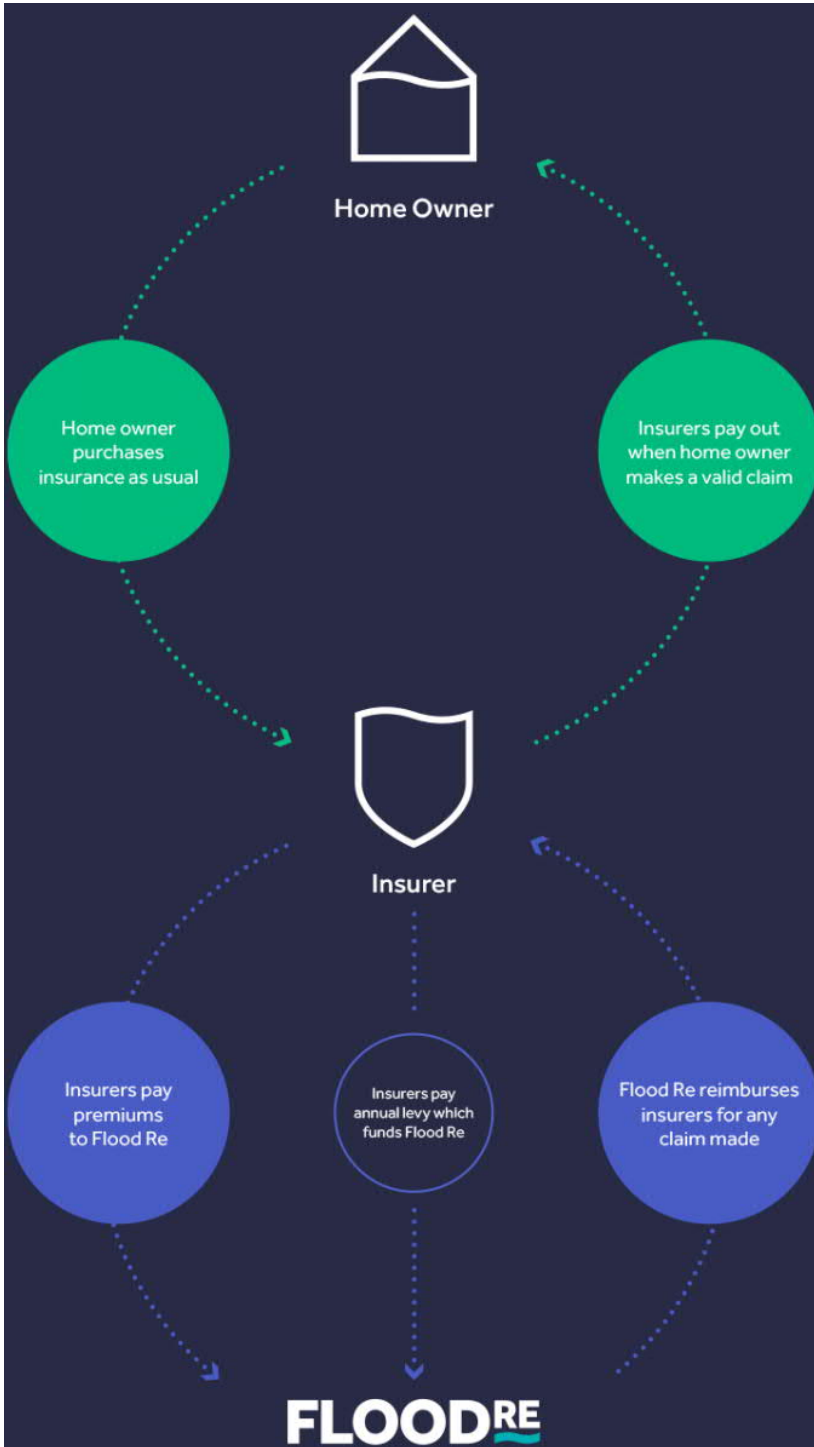 Home Owner
Home owner
purchases
insurance as usual
Insurers pay out
when home owner
makes a valid claim
Insurer
Insurers pay
premiums
to Flood Re
Insurers pay
annual levy which
funds Flood Re
Flood Re reimburses
insurers for any
claim made
FLOODRE